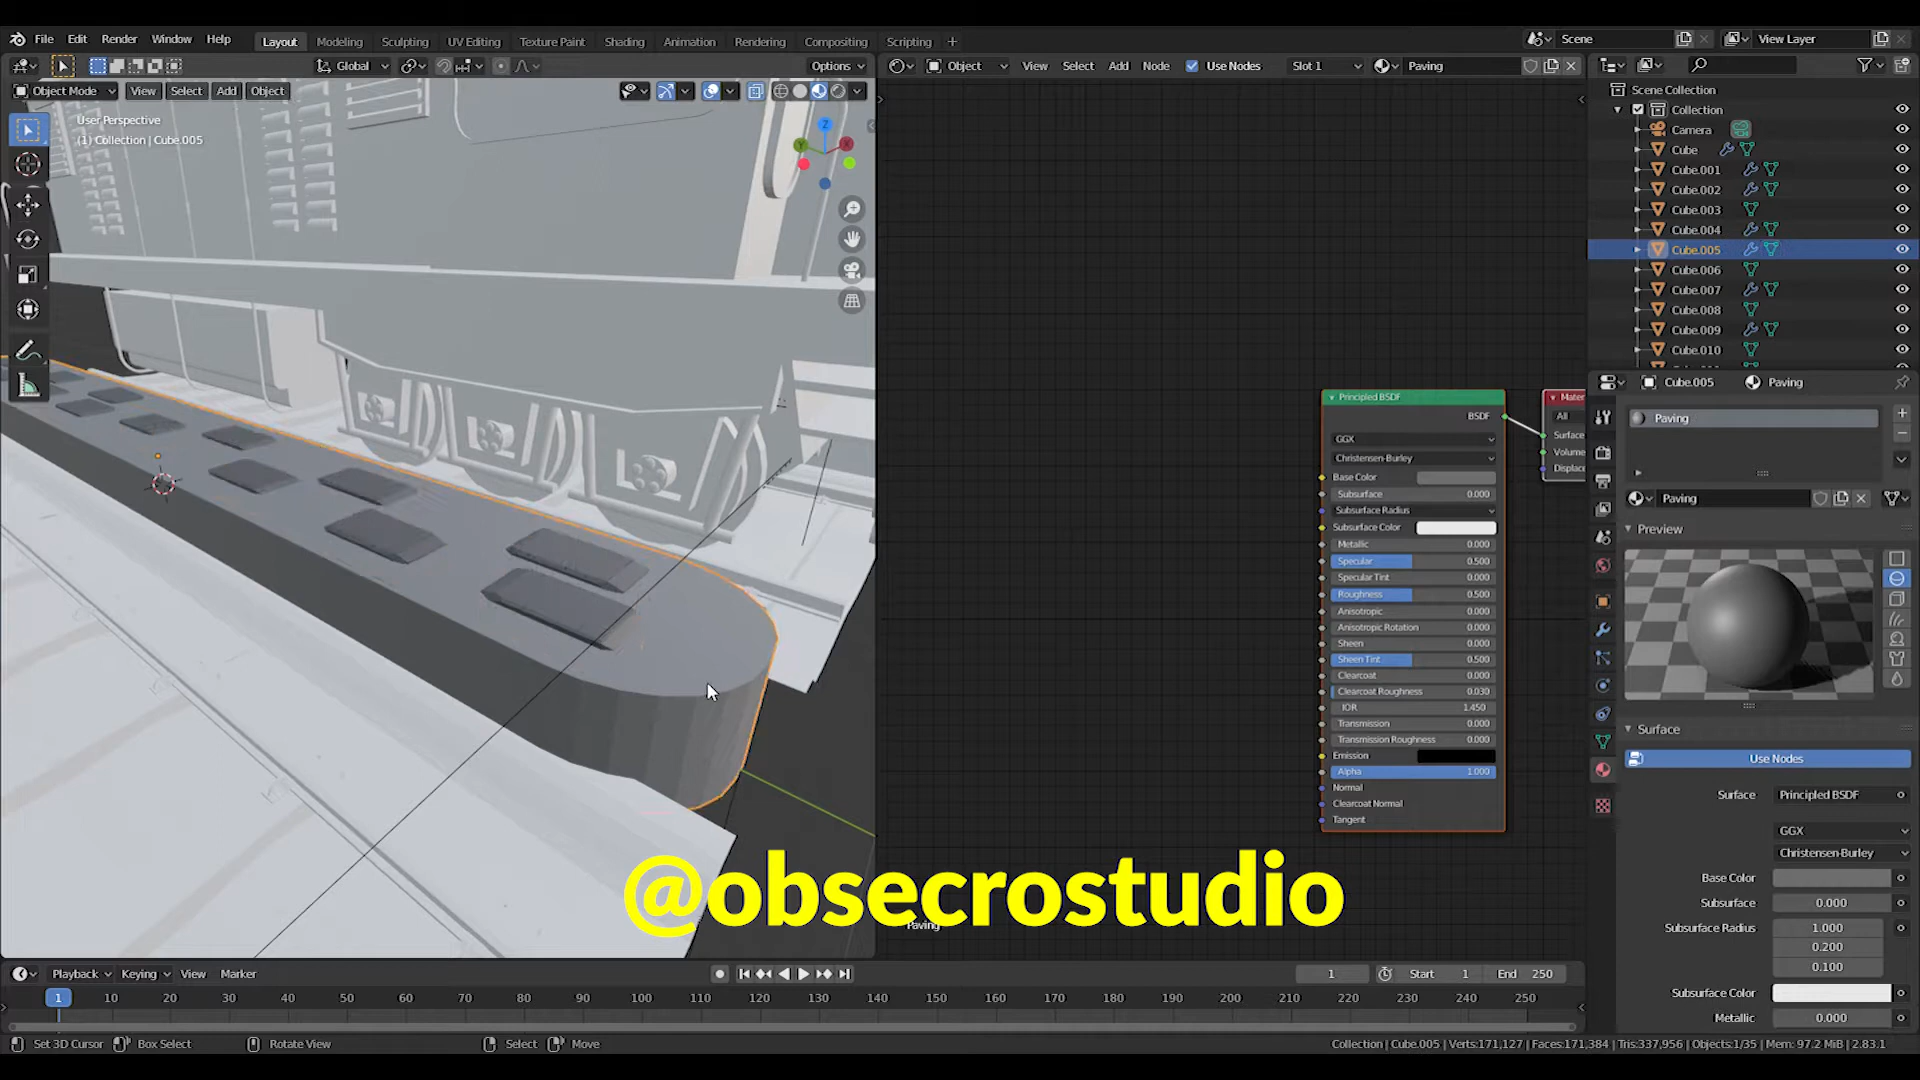 File Edit Render Window Help Layout Modeling Sculpting UV Editing Texture Paint Shading Animation Rendering Compositing Scripting + Scene View Layer
Global Options Object View Select Add Node Use Nodes Slot 1 Paving
Object Mode View Select Add Object
User Perspective
(1) Collection | Cube.005
Z
Y
X
Scene Collection
Collection
Camera
Cube
Cube.001
Cube.002
Cube.003
Cube.004
Cube.005
Cube.006
Cube.007
Cube.008
Cube.009
Cube.010
Principled BSDF
BSDF
GGX
Christensen-Burley
Base Color
Subsurface 0.000
Subsurface Radius
Subsurface Color
Metallic 0.000
Specular 0.500
Specular Tint 0.000
Roughness 0.500
Anisotropic 0.000
Anisotropic Rotation 0.000
Sheen 0.000
Sheen Tint 0.500
Clearcoat 0.000
Clearcoat Roughness 0.030
IOR 1.450
Transmission 0.000
Transmission Roughness 0.000
Emission
Alpha 1.000
Normal
Clearcoat Normal
Tangent
Mater
All
Surface
Volume
Displac
Cube.005 Paving
Paving
Paving
Preview
Surface
Use Nodes
Surface Principled BSDF
GGX
Christensen-Burley
Base Color
Subsurface 0.000
Subsurface Radius 1.000
0.200
0.100
Subsurface Color
Metallic 0.000
@obsecrostudio
Paving
Playback Keying View Marker 1 Start 1 End 250
1 10 20 30 40 50 60 70 80 90 100 110 120 130 140 150 160 170 180 190 200 210 220 230 240 250
Set 3D Cursor Box Select Rotate View Select Move Collection | Cube.005 | Verts:171,127 | Faces:171,384 | Tris:337,956 | Objects:1/35 | Mem: 97.2 MiB | 2.83.1